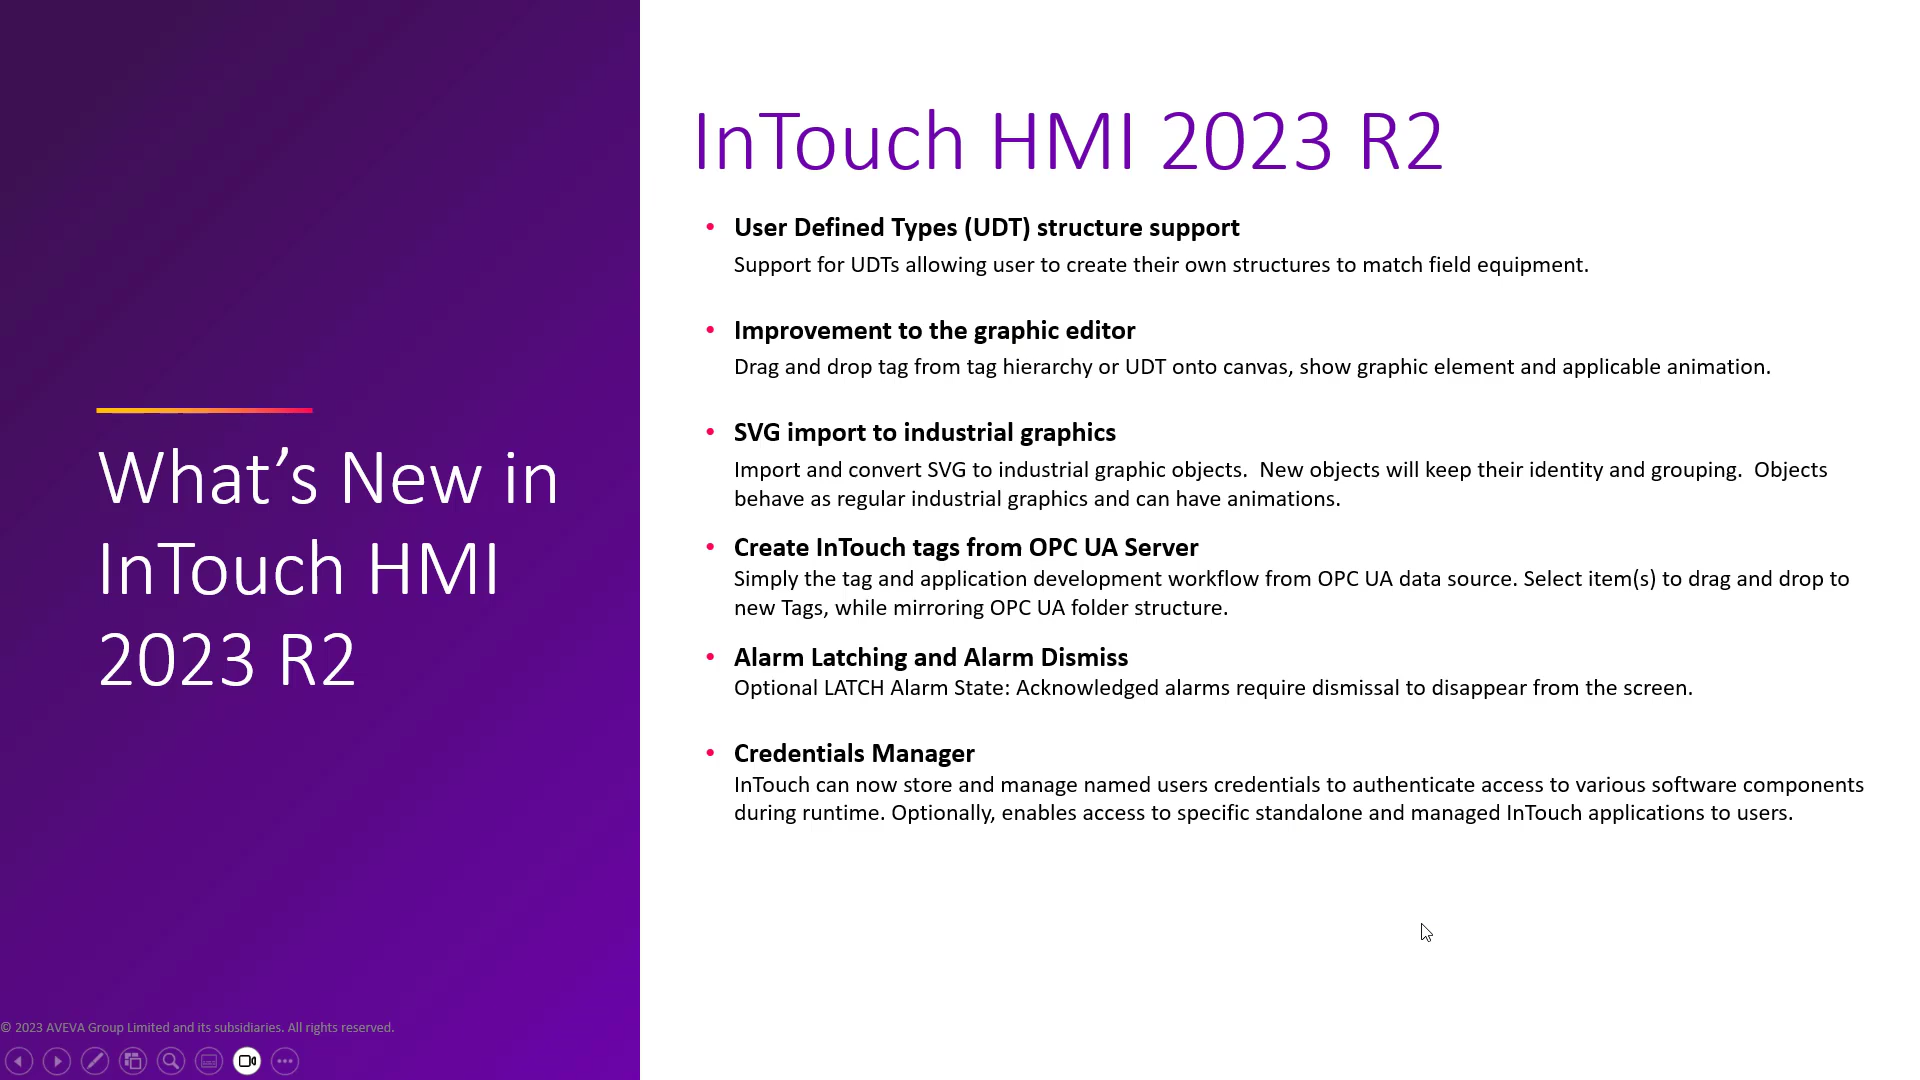 What's New in
InTouch HMI
2023 R2
InTouch HMI 2023 R2
• User Defined Types (UDT) structure support
Support for UDTs allowing user to create their own structures to match field equipment.
• Improvement to the graphic editor
Drag and drop tag from tag hierarchy or UDT onto canvas, show graphic element and applicable animation.
• SVG import to industrial graphics
Import and convert SVG to industrial graphic objects.  New objects will keep their identity and grouping.  Objects
behave as regular industrial graphics and can have animations.
• Create InTouch tags from OPC UA Server
Simply the tag and application development workflow from OPC UA data source. Select item(s) to drag and drop to
new Tags, while mirroring OPC UA folder structure.
• Alarm Latching and Alarm Dismiss
Optional LATCH Alarm State: Acknowledged alarms require dismissal to disappear from the screen.
• Credentials Manager
InTouch can now store and manage named users credentials to authenticate access to various software components
during runtime. Optionally, enables access to specific standalone and managed InTouch applications to users.
© 2023 AVEVA Group Limited and its subsidiaries. All rights reserved.